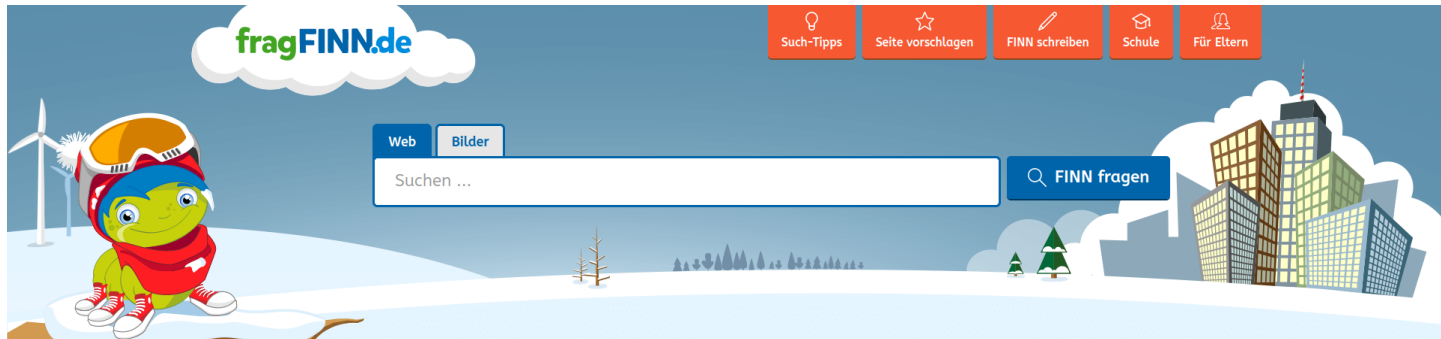 fragFINN.de
Such-Tipps
Seite vorschlagen
FINN schreiben
Schule
Für Eltern
Web
Bilder
Suchen ...
FINN fragen